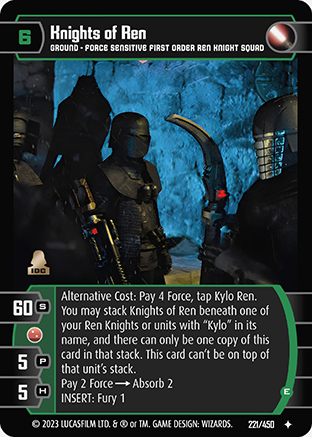 6
Knights of Ren
GROUND - FORCE SENSITIVE FIRST ORDER REN KNIGHT SQUAD
IDC
60 S
5 P
5 H
Alternative Cost: Pay 4 Force, tap Kylo Ren.
You may stack Knights of Ren beneath one
of your Ren Knights or units with “Kylo” in its
name, and there can only be one copy of this
card in that stack. This card can't be on top of
that unit's stack.
Pay 2 Force → Absorb 2
INSERT: Fury 1
E
© 2023 LUCASFILM LTD. & ® OR TM. GAME DESIGN: WIZARDS. 221/450